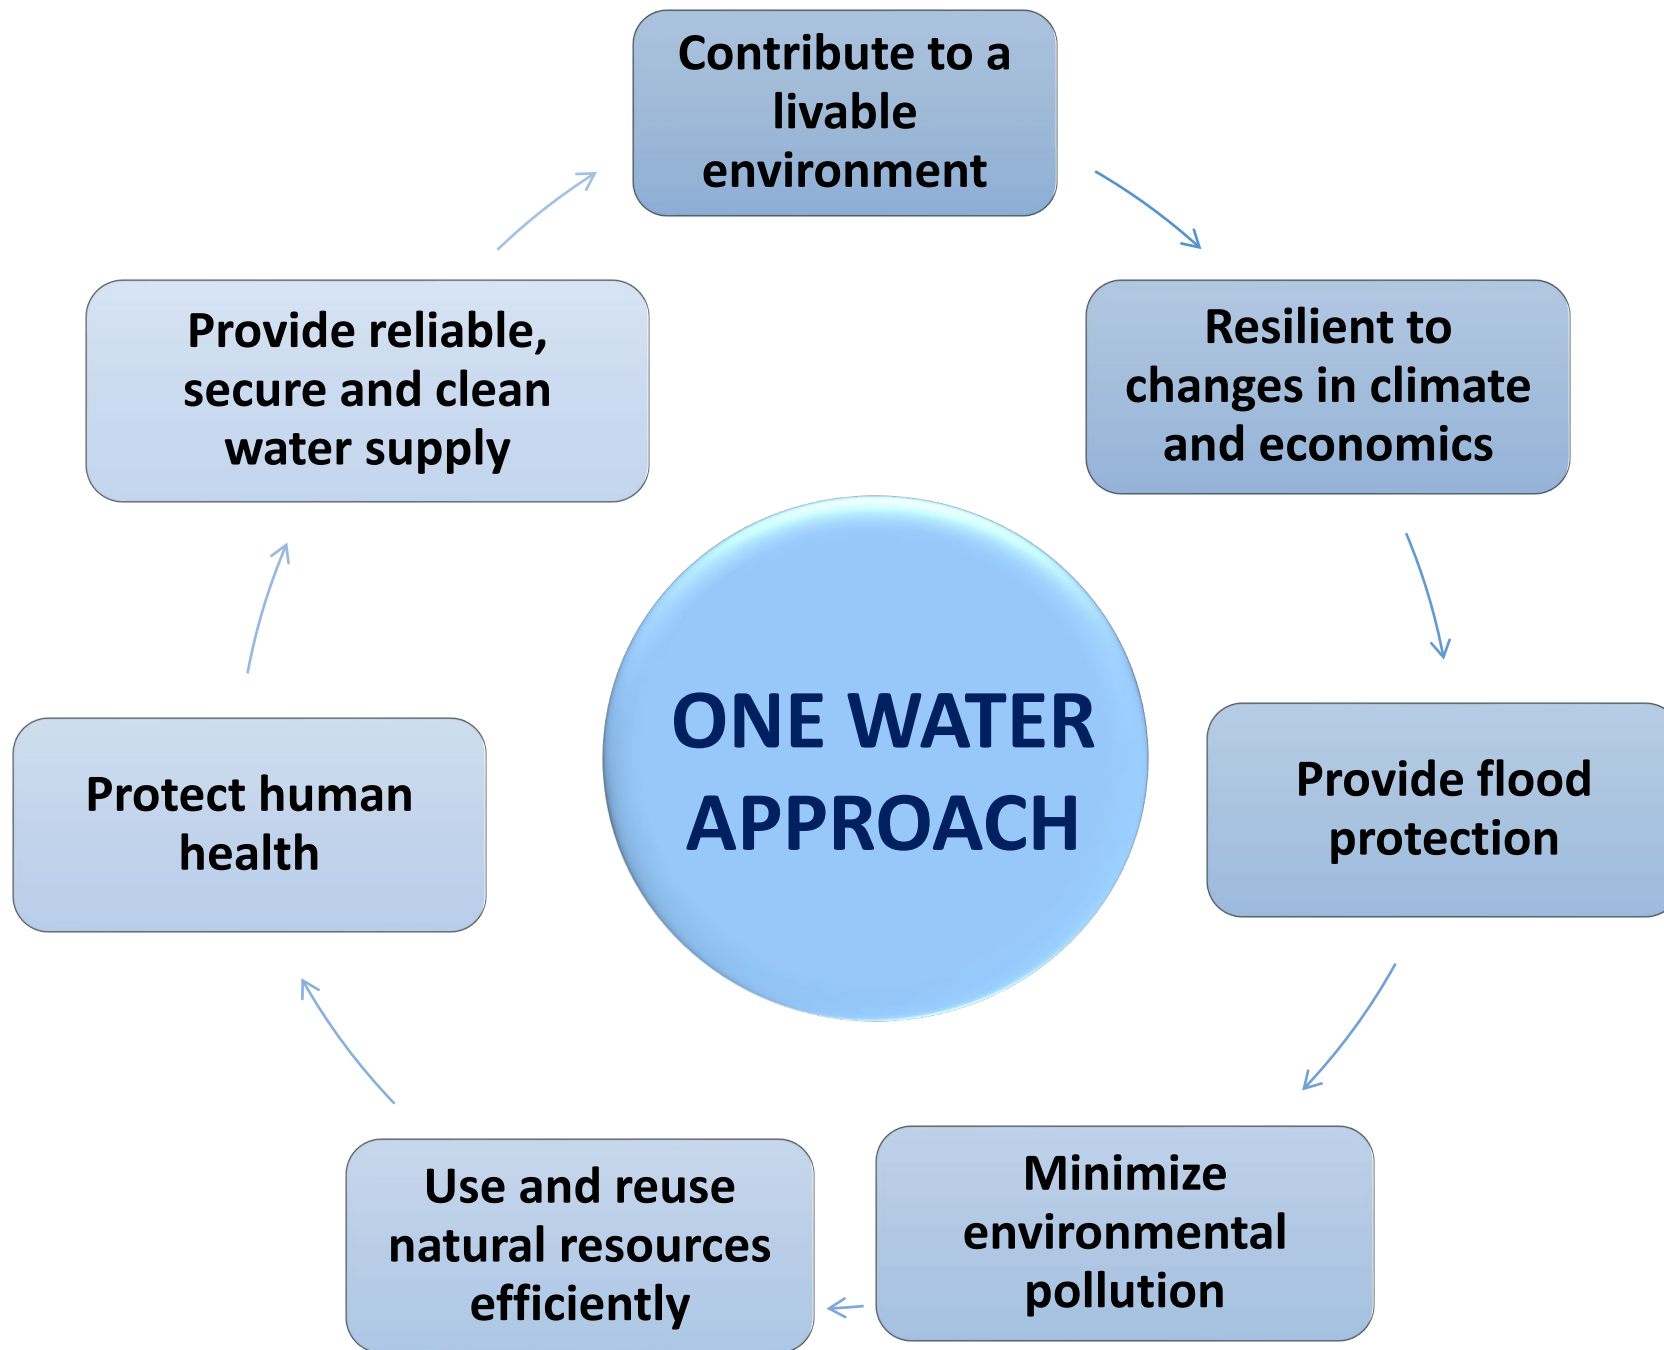 Contribute to a
livable
environment
Resilient to
changes in climate
and economics
Provide flood
protection
Minimize
environmental
pollution
Use and reuse
natural resources
efficiently
Protect human
health
Provide reliable,
secure and clean
water supply
ONE WATER
APPROACH